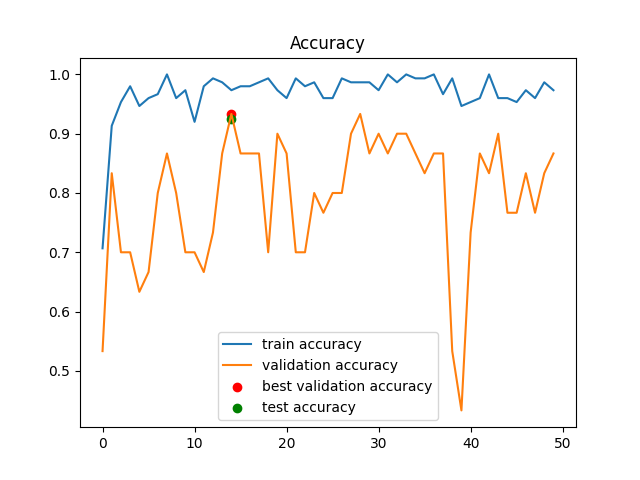 Accuracy
1.0
0.9
0.8
0.7
0.6
0.5
train accuracy
validation accuracy
best validation accuracy
test accuracy
0 10 20 30 40 50